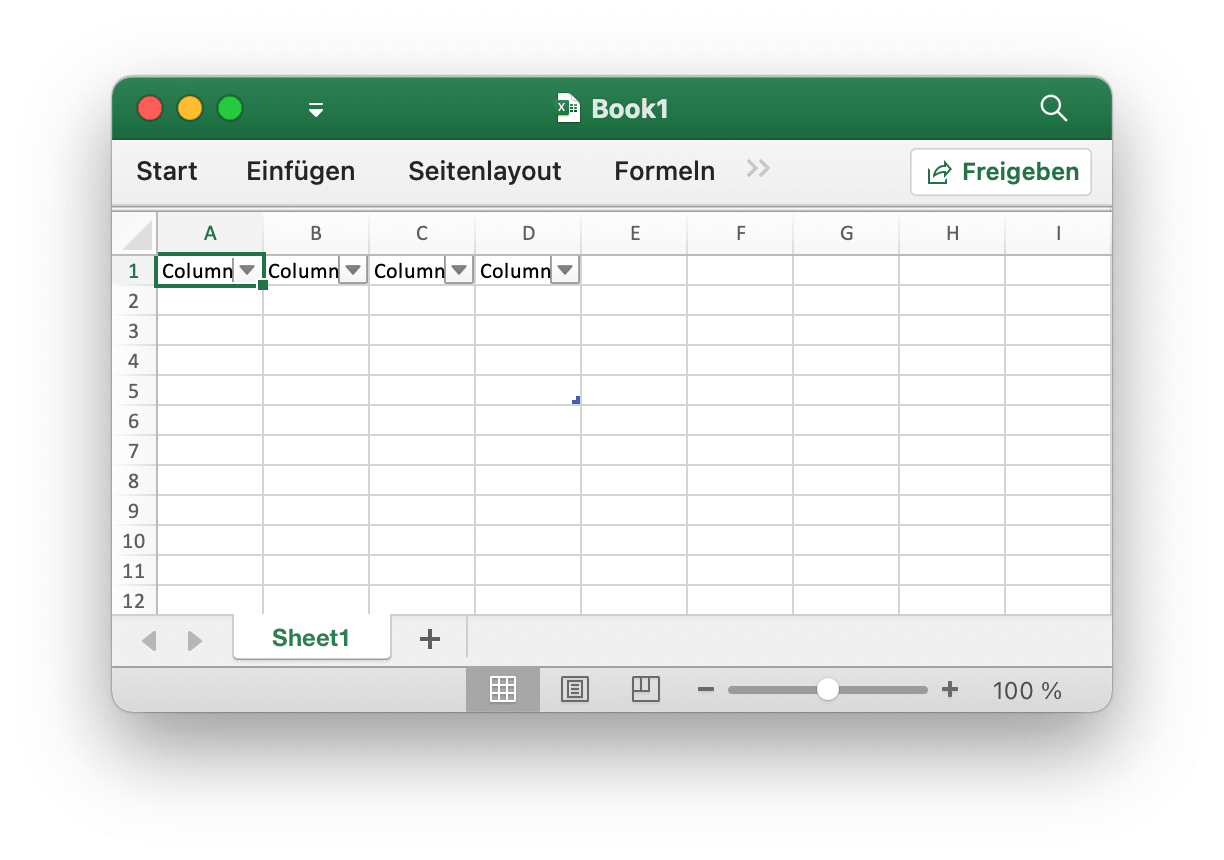 Book1
Start Einfügen Seitenlayout Formeln Freigeben
A B C D E F G H I
1 Column Column Column Column
2
3
4
5
6
7
8
9
10
11
12
Sheet1
100 %